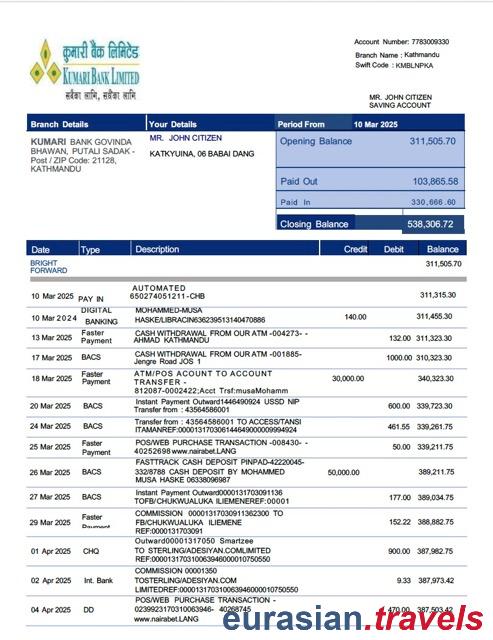 Account Number: 7783009330
Branch Name : Kathmandu
Swift Code : KMBLNPKA
कुमारी बैंक लिमिटेड
KUMARI BANK LIMITED
MR. JOHN CITIZEN
SAVING ACCOUNT
Branch Details Your Details Period From 10 Mar 2025
KUMARI BANK GOVINDA
BHAWAN, PUTALI SADAK -
Post / ZIP Code: 21128,
KATHMANDU
MR. JOHN CITIZEN
KATKYUINA, 06 BABAI DANG
Opening Balance 311,505.70
Paid Out 103,865.58
Paid In 330,666.60
Closing Balance 538,306.72
Date Type Description Credit Debit Balance
BRIGHT
FORWARD 311,505.70
AUTOMATED
10 Mar 2025 PAY IN 650274051211-CHB 311,315.30
DIGITAL MOHAMMED-MUSA
10 Mar 2024 BANKING HASKE/LIBRACIN636239513140470886 140.00 311,455.30
13 Mar 2025 Faster CASH WITHDRAWAL FROM OUR ATM -004273- -
Payment AHMAD KATHMANDU 132.00 311,323.30
17 Mar 2025 BACS CASH WITHDRAWAL FROM OUR ATM -001885-
Jengre Road JOS 1 1000.00 310,323.30
18 Mar 2025 Faster ATM/POS ACOUNT TO ACCOUNT
Payment TRANSFER - 30,000.00 340,323.30
812087-0002422;Acct Trsf:musaMohamm
20 Mar 2025 BACS Instant Payment Outward1446490924 USSD NIP
Transfer from : 43564586001 600.00 339,723.30
24 Mar 2025 BACS Transfer from : 43564586001 TO ACCESS/TANSI
ITAMANREF:00001317030614464900009994924 461.55 339,261.75
25 Mar 2025 Faster POS/WEB PURCHASE TRANSACTION -008430- -
Payment 40252698www.nairabet.LANG 50.00 339,211.75
FASTTRACK CASH DEPOSIT PINPAD-42220045-
26 Mar 2025 BACS 332/8788 CASH DEPOSIT BY MOHAMMED 50,000.00 389,211.75
MUSA HASKE 06338096987
27 Mar 2025 BACS Instant Payment Outward0000131703091136
TOFB/CHUKWUALUKA ILIEMENEREF:00001 177.00 389,034.75
COMMISSION 00001317030911362300 TO
29 Mar 2025 Faster FB/CHUKWUALUKA ILIEMENE 152.22 388,882.75
Payment REF:0000131703091
Outward00001317050 Smartzee
01 Apr 2025 CHQ TO STERLING/ADESIYAN.COMLIMITED 900.00 387,982.75
REF:00001317031006394 6
COMMISSION 00001350
02 Apr 2025 Int. Bank TOSTERLING/ADESIYAN.COM 9.33 387,973.42
LIMITEDREF:0000131703100639460000010750550
POS/WEB PURCHASE TRANSACTION -
04 Apr 2025 DD 0239923170310063946- 40268745 470.00 387,503.42
www.nairabet.LANG
eurasian.travels